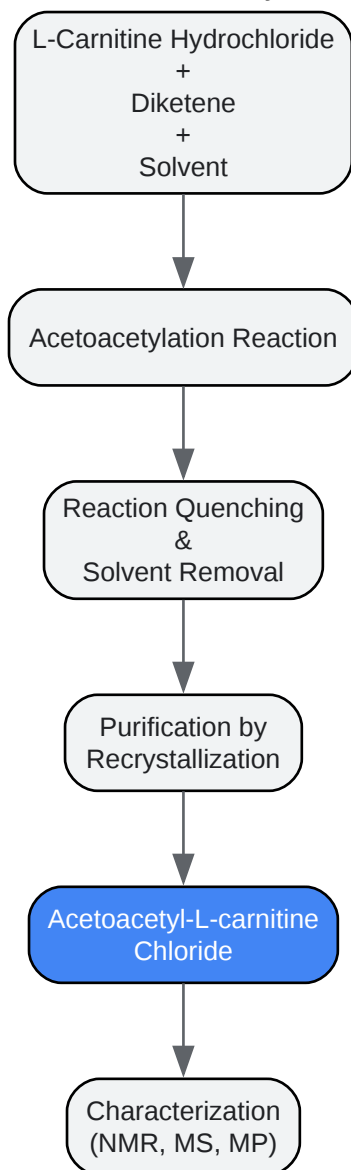 L-Carnitine Hydrochloride
+
Diketene
+
Solvent
Acetoacetylation Reaction
Reaction Quenching
&
Solvent Removal
Purification by
Recrystallization
Acetoacetyl-L-carnitine
Chloride
Characterization
(NMR, MS, MP)